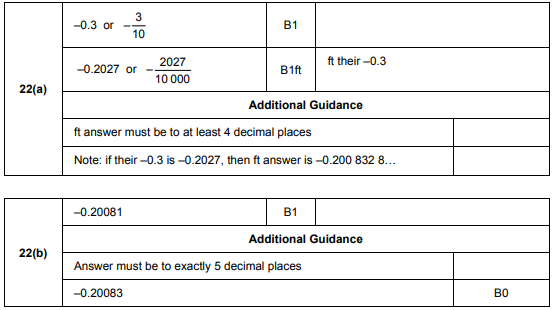 –0.3 or –3/10 B1
–0.2027 or –2027/10 000 B1ft ft their –0.3
22(a)
Additional Guidance
ft answer must be to at least 4 decimal places
Note: if their –0.3 is –0.2027, then ft answer is –0.200 832 8…
–0.20081 B1
22(b)
Additional Guidance
Answer must be to exactly 5 decimal places
–0.20083 B0